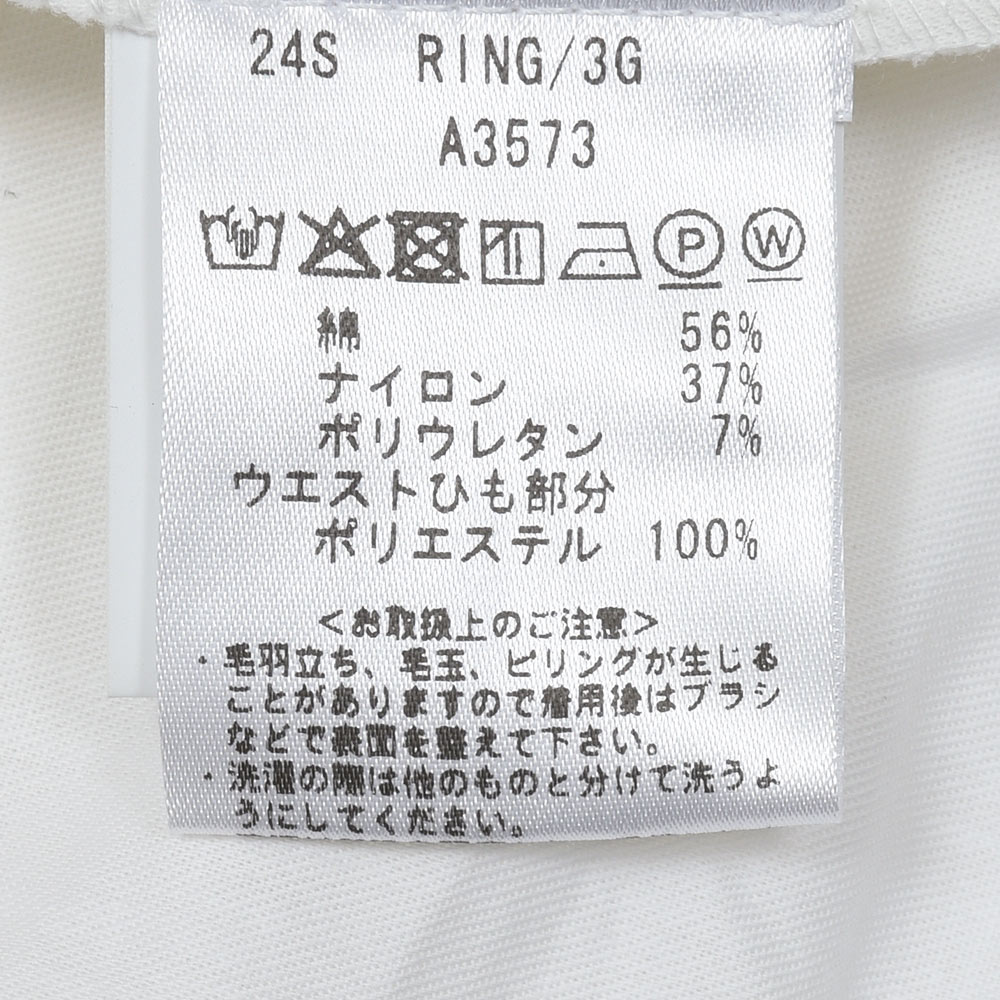 24S RING/3G
A3573
P W
綿 56%
ナイロン 37%
ポリウレタン 7%
ウエストひも部分
ポリエステル 100%
<お取扱上のご注意>
・毛羽立ち、毛玉、ピリングが生じる
ことがありますので着用後はブラシ
などで表面を整えて下さい。
・洗濯の際は他のものと分けて洗うよ
うにしてください。